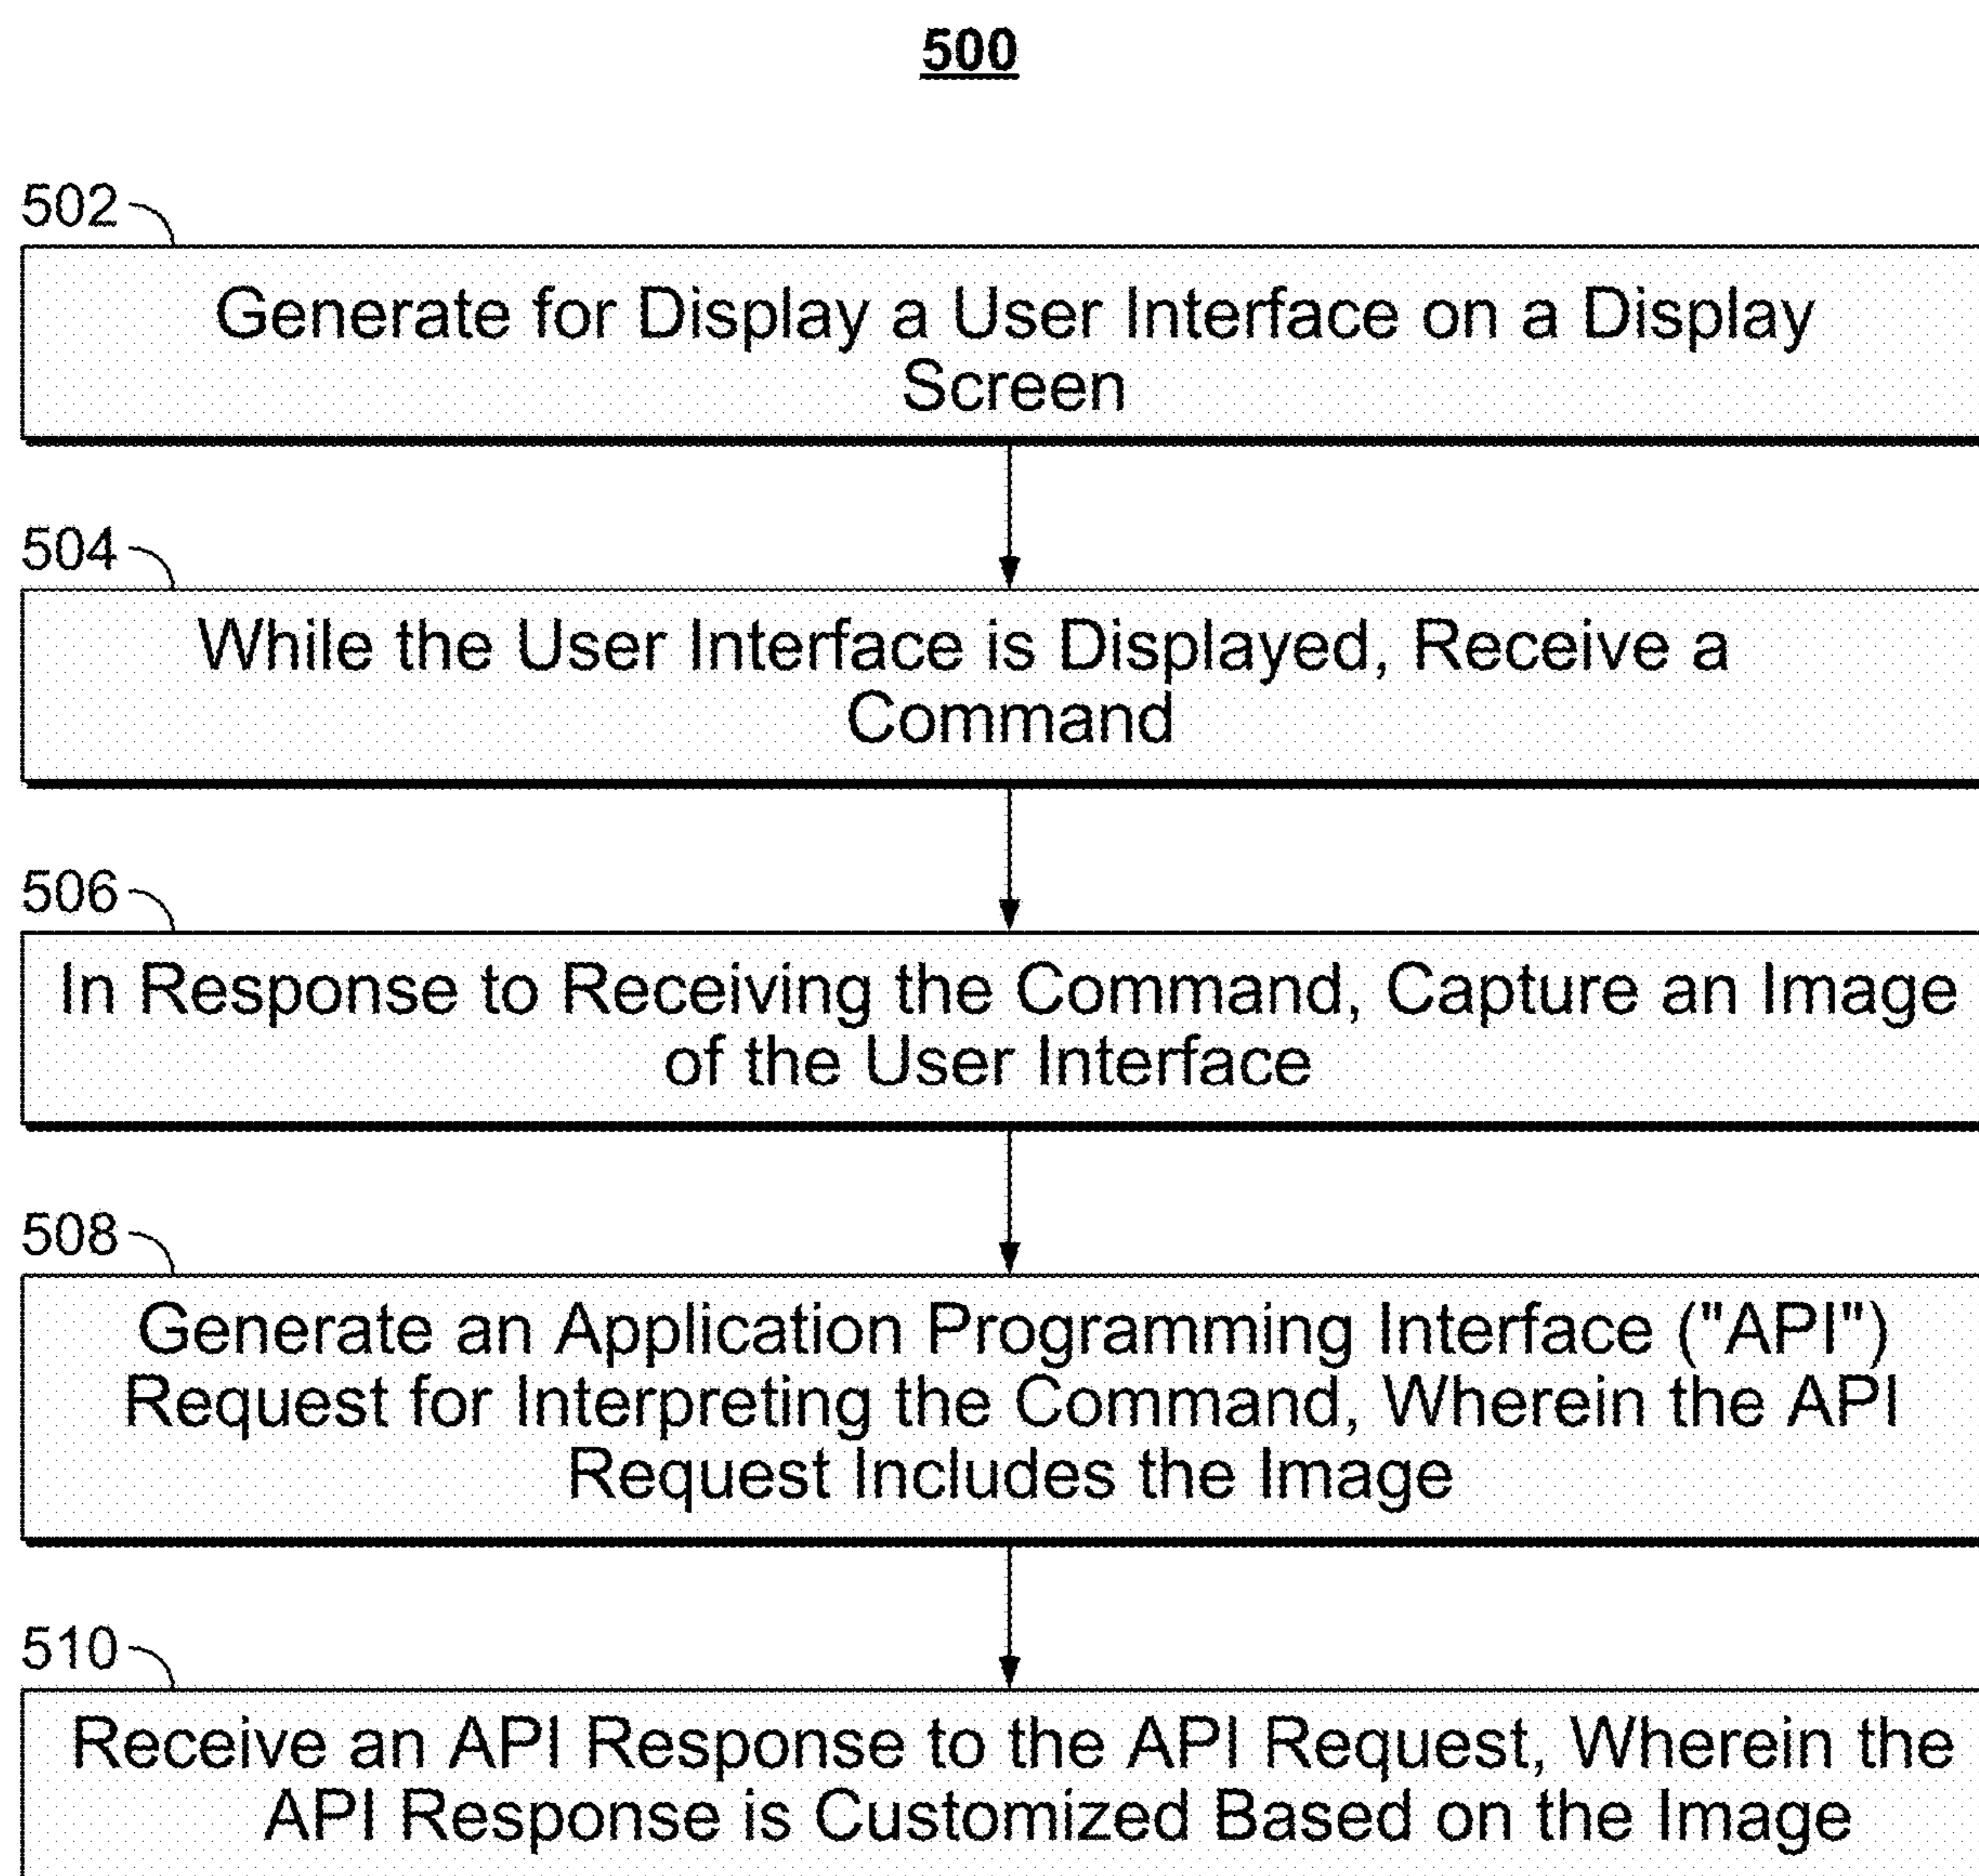 500
502
Generate for Display a User Interface on a Display
Screen
504
While the User Interface is Displayed, Receive a
Command
506
In Response to Receiving the Command, Capture an Image
of the User Interface
508
Generate an Application Programming Interface ("API")
Request for Interpreting the Command, Wherein the API
Request Includes the Image
510
Receive an API Response to the API Request, Wherein the
API Response is Customized Based on the Image